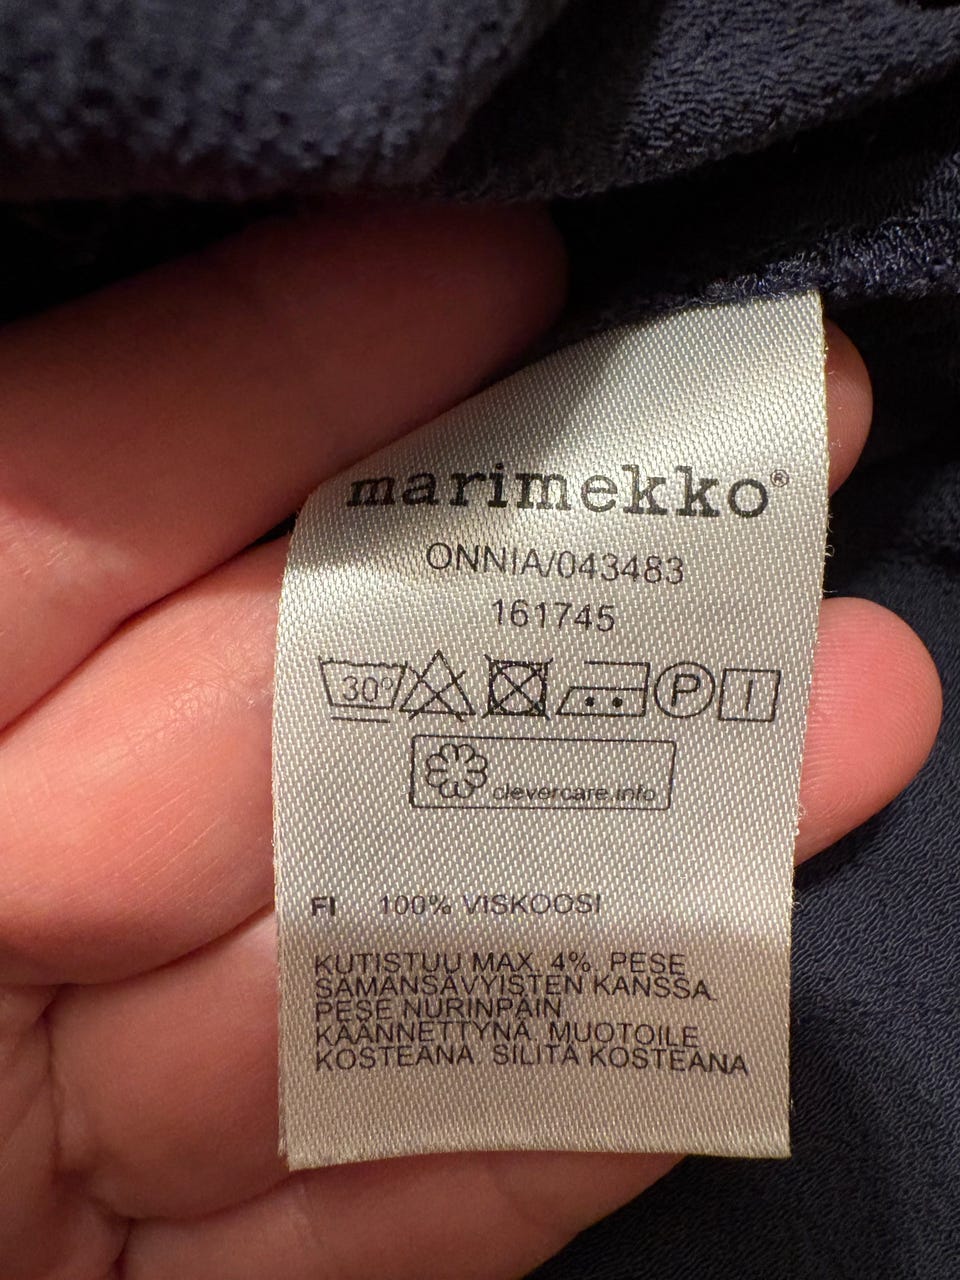 marimekko®
ONNIA/043483
161745
30° P
clevercare.info
FI 100% VISKOOSI
KUTISTUU MAX. 4%. PESE
SAMANSÄVYISTEN KANSSA.
PESE NURINPÄIN
KÄÄNNETTYNÄ. MUOTOILE
KOSTEANA. SILITÄ KOSTEANA